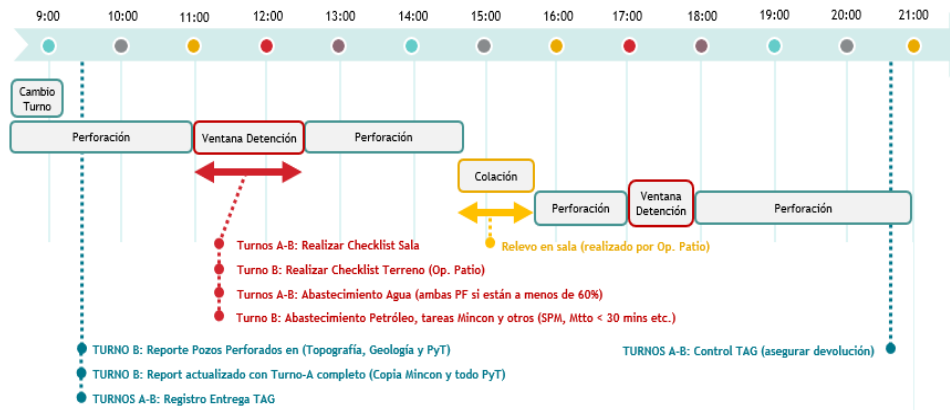 9:00 10:00 11:00 12:00 13:00 14:00 15:00 16:00 17:00 18:00 19:00 20:00 21:00
Cambio
Turno
Perforación
Ventana Detención
Perforación
Colación
Perforación
Ventana
Detención
Perforación
Turnos A-B: Realizar Checklist Sala
Relevo en sala (realizado por Op. Patio)
Turno B: Realizar Checklist Terreno (Op. Patio)
Turnos A-B: Abastecimiento Agua (ambas PF si están a menos de 60%)
Turno B: Abastecimiento Petróleo, tareas Mincon y otros (SPM, Mtto < 30 mins etc.)
TURNO B: Reporte Pozos Perforados en (Topografía, Geología y PyT)
TURNOS A-B: Control TAG (asegurar devolución)
TURNO B: Report actualizado con Turno-A completo (Copia Mincon y todo PyT)
TURNOS A-B: Registro Entrega TAG